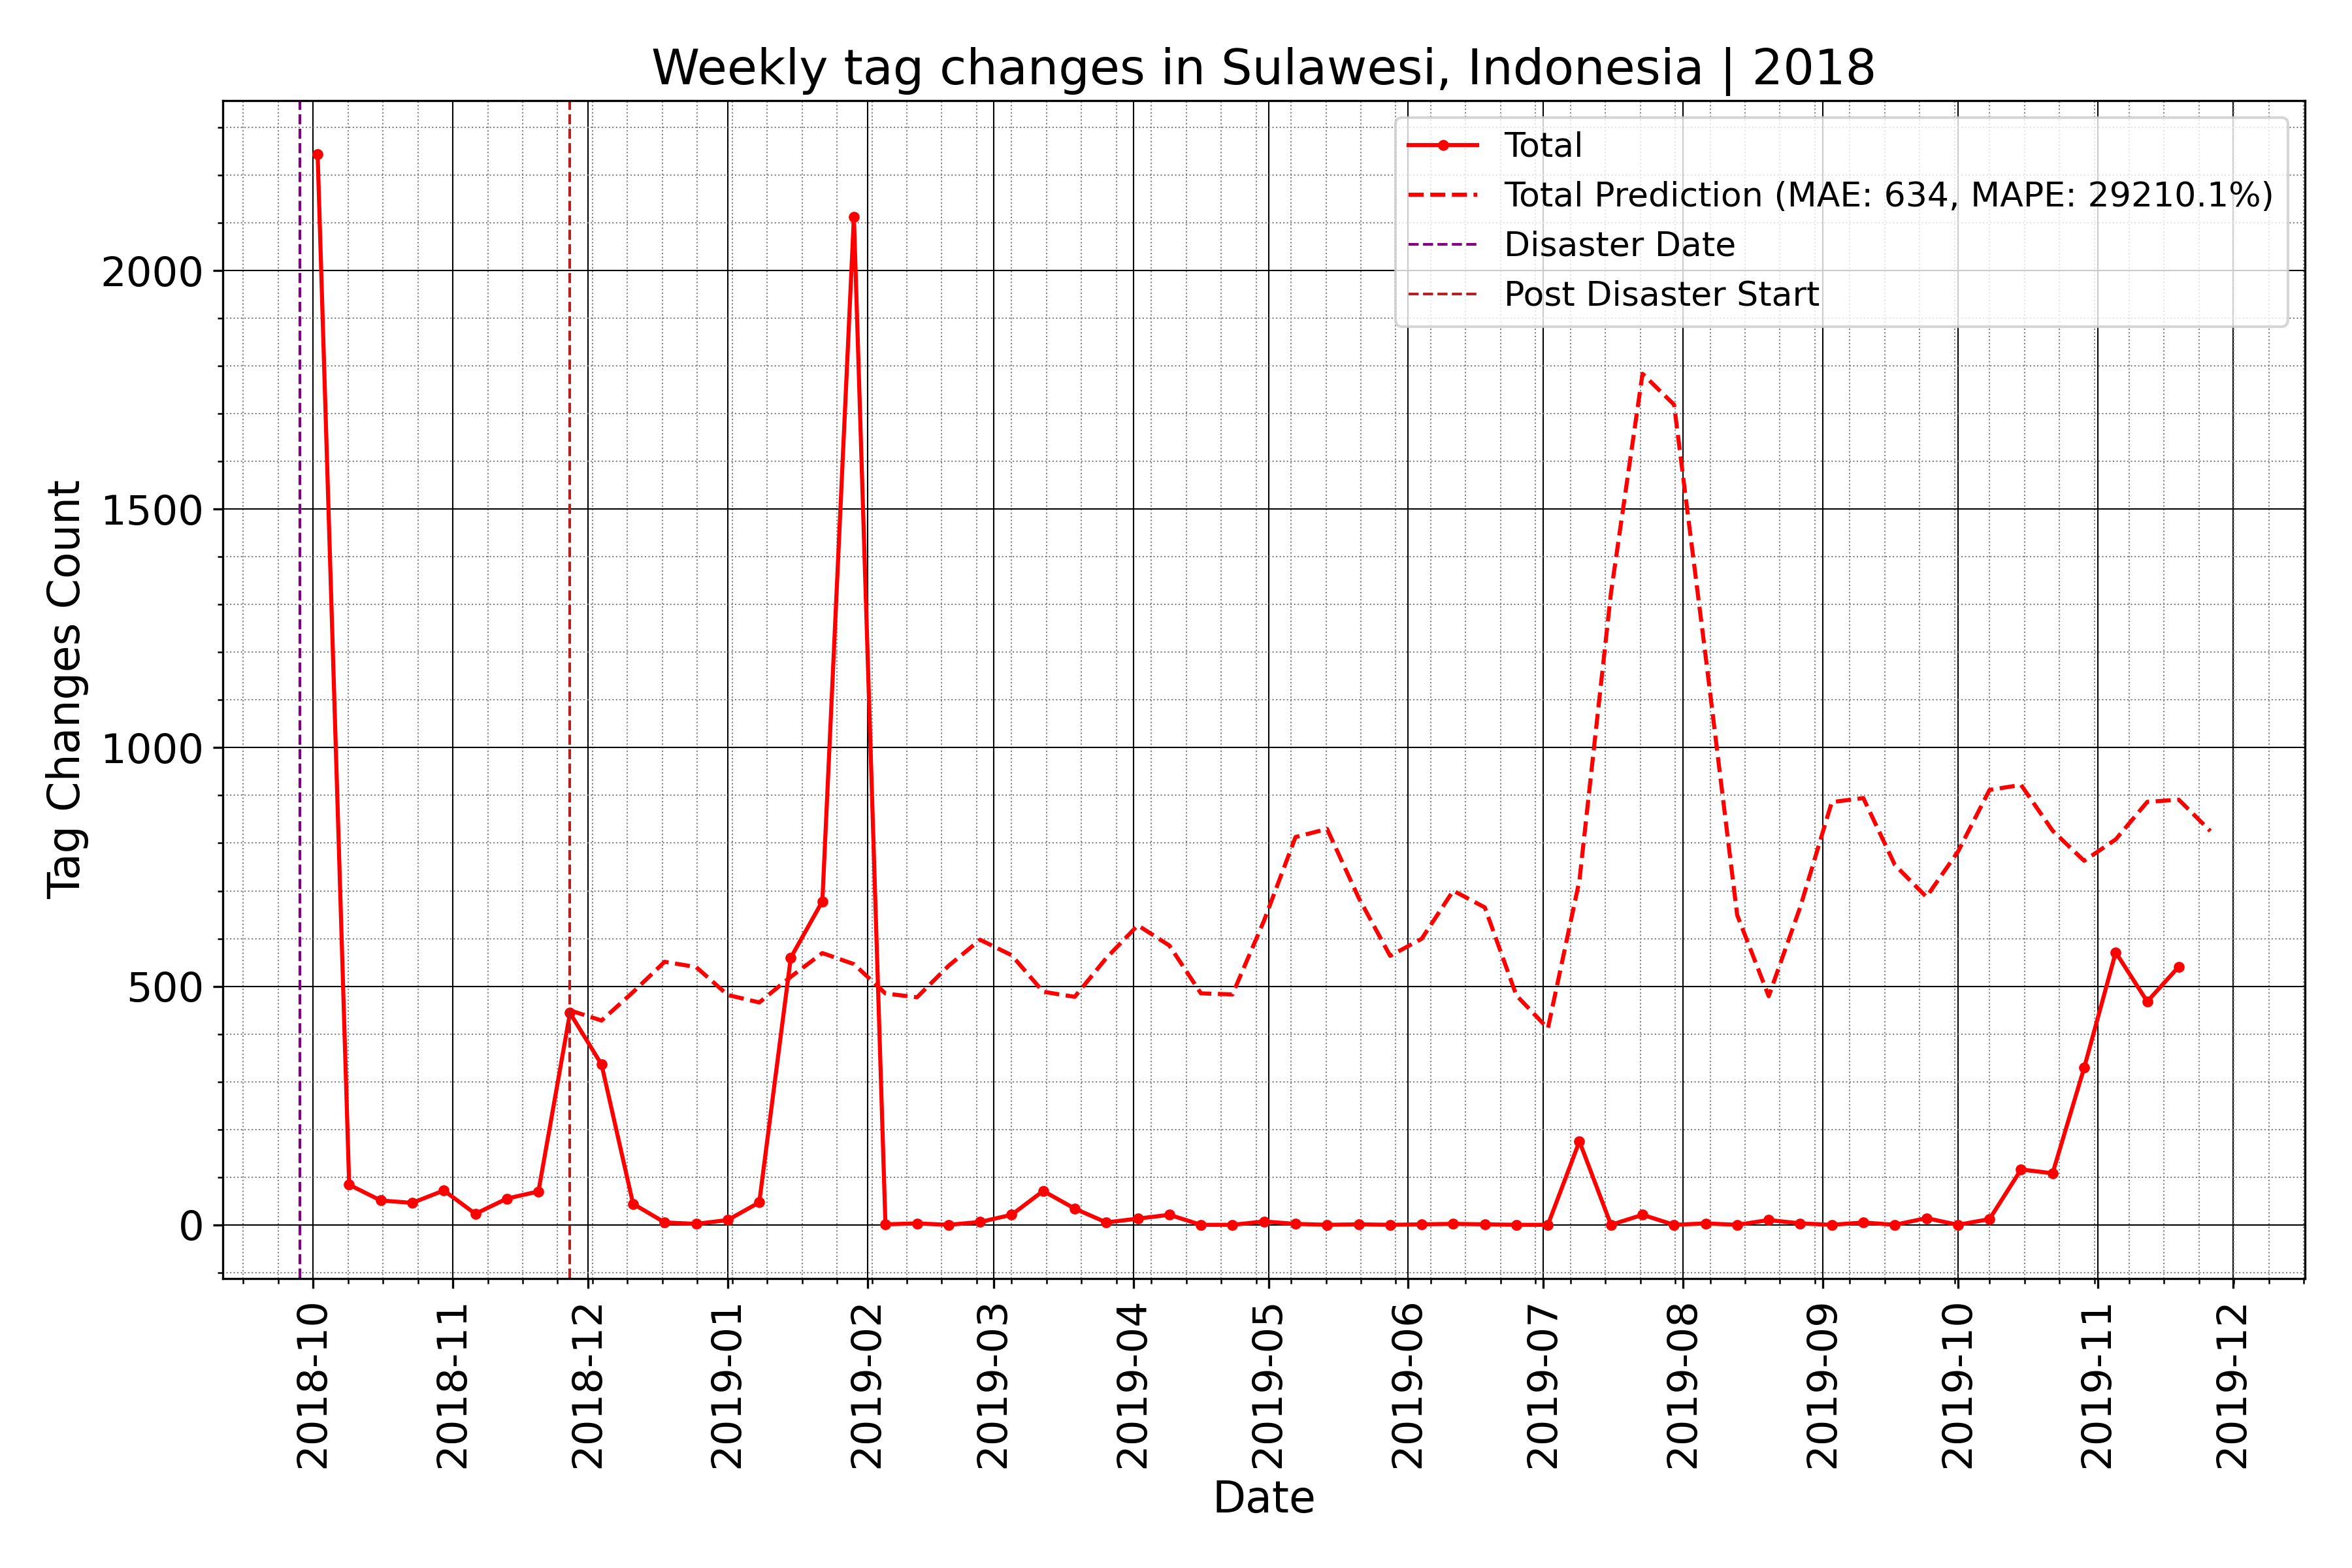 Weekly tag changes in Sulawesi, Indonesia | 2018
Total
Total Prediction (MAE: 634, MAPE: 29210.1%)
Disaster Date
Post Disaster Start
Tag Changes Count
2000
1500
1000
500
0
2018-10
2018-11
2018-12
2019-01
2019-02
2019-03
2019-04
2019-05
2019-06
2019-07
2019-08
2019-09
2019-10
2019-11
2019-12
Date